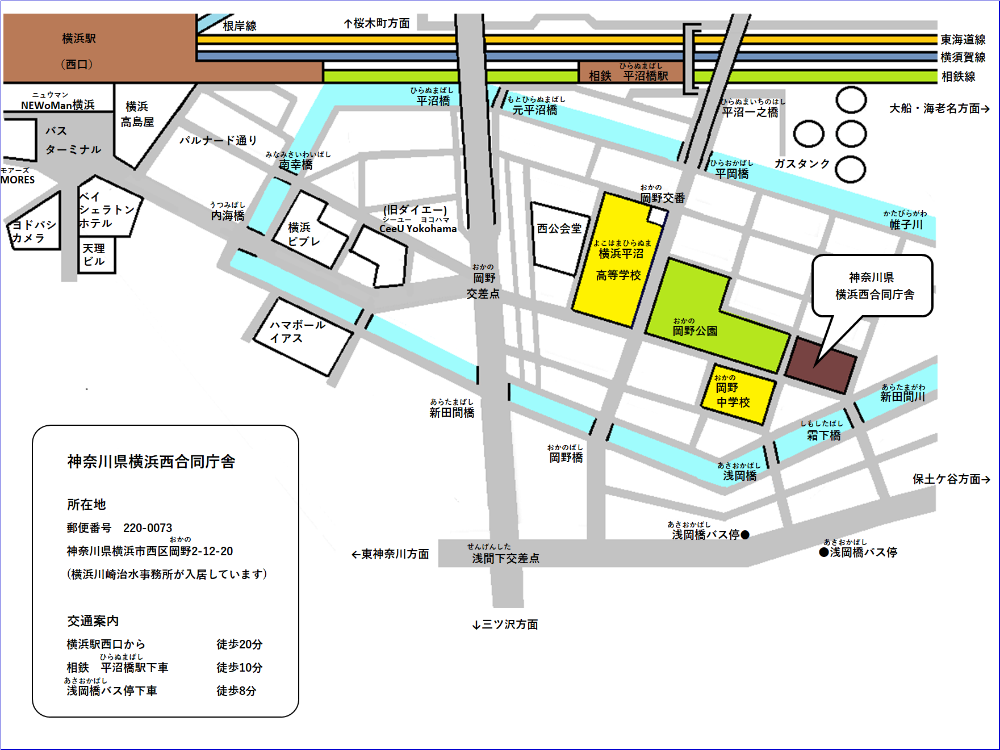 根岸線
↑桜木町方面
横浜駅
(西口)
東海道線
横須賀線
相鉄線
ひらぬまばし
相鉄　平沼橋駅
ニュウマン
NEWoMan横浜
横浜
高島屋
ひらぬまばし
平沼橋
もとひらぬまばし
元平沼橋
ひらぬまいちのはし
平沼一之橋
大船・海老名方面→
バス
ターミナル
パルナード通り
みなみさいわいばし
南幸橋
ひらおかばし
平岡橋
ガスタンク
モアーズ
MORES
おかの
岡野交番
ベイ
シェラトン
ホテル
うつみばし
内海橋
(旧ダイエー)
シーユー　ヨコハマ
CeeU Yokohama
かたびらがわ
帷子川
ヨドバシ
カメラ
横浜
ビブレ
西公会堂
よこはまひらぬま
横浜平沼
高等学校
天理
ビル
おかの
岡野
交差点
神奈川県
横浜西合同庁舎
ハマボール
イアス
おかの
岡野公園
おかの
岡野
中学校
あらたまがわ
新田間川
あらたまばし
新田間橋
しもしたばし
霜下橋
おかのばし
岡野橋
あさおかばし
浅岡橋
保土ケ谷方面→
あさおかばし
浅岡橋バス停●
あさおかばし
●浅岡橋バス停
←東神奈川方面
せんげんした
浅間下交差点
↓三ツ沢方面
神奈川県横浜西合同庁舎
所在地
郵便番号　220-0073
おかの
神奈川県横浜市西区岡野2-12-20
(横浜川崎治水事務所が入居しています)
交通案内
横浜駅西口から　徒歩20分
ひらぬまばし
相鉄　平沼橋駅下車　徒歩10分
あさおかばし
浅岡橋バス停下車　徒歩8分